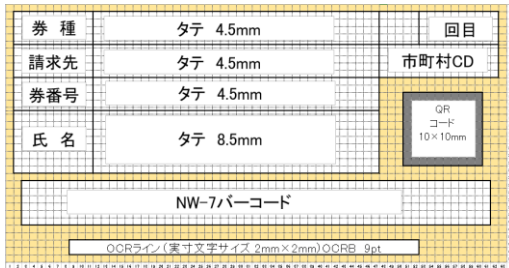 券 種 タテ 4.5mm 回目
請求先 タテ 4.5mm 市町村CD
券番号 タテ 4.5mm
QR
コード
10×10mm
氏 名 タテ 8.5mm
NW-7バーコード
OCRライン(実寸文字サイズ 2mm×2mm)OCRB 9pt